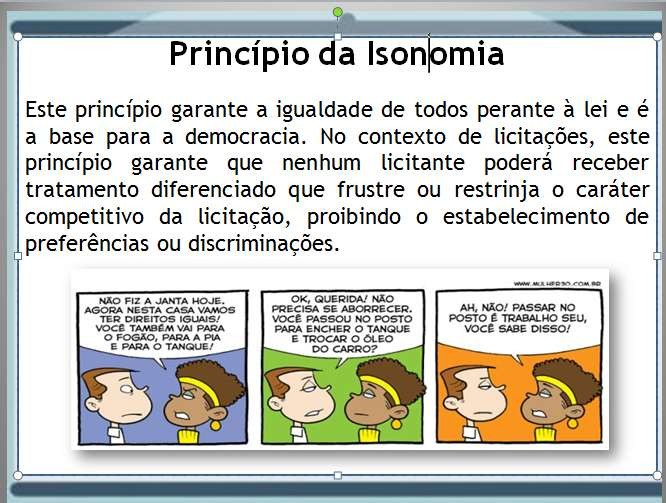 Princípio da Isonomia
Este princípio garante a igualdade de todos perante à lei e é
a base para a democracia. No contexto de licitações, este
princípio garante que nenhum licitante poderá receber
tratamento diferenciado que frustre ou restrinja o caráter
competitivo da licitação, proibindo o estabelecimento de
preferências ou discriminações.
WWW.MULHER30.COM.BR
NÃO FIZ A JANTA HOJE.
AGORA NESTA CASA VAMOS
TER DIREITOS IGUAIS!
VOCÊ TAMBÉM VAI PARA
O FOGÃO, PARA A PIA
E PARA O TANQUE!
OK, QUERIDA! NÃO
PRECISA SE ABORRECER.
VOCÊ PASSOU NO POSTO
PARA ENCHER O TANQUE
E TROCAR O ÓLEO
DO CARRO?
AH, NÃO! PASSAR NO
POSTO É TRABALHO SEU,
VOCÊ SABE DISSO!